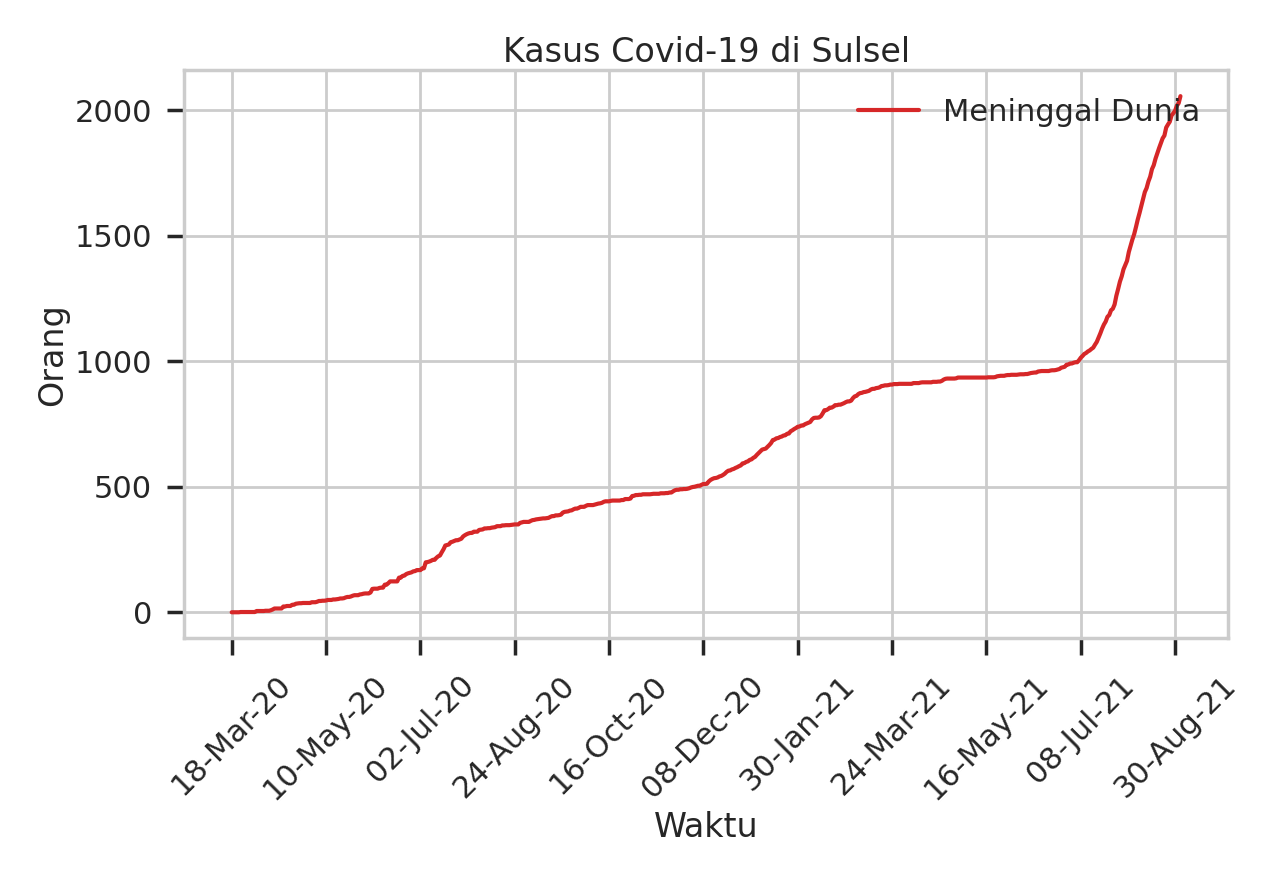 Kasus Covid-19 di Sulsel
Meninggal Dunia
2000
1500
1000
500
0
Orang
18-Mar-20
10-May-20
02-Jul-20
24-Aug-20
16-Oct-20
08-Dec-20
30-Jan-21
24-Mar-21
16-May-21
08-Jul-21
30-Aug-21
Waktu